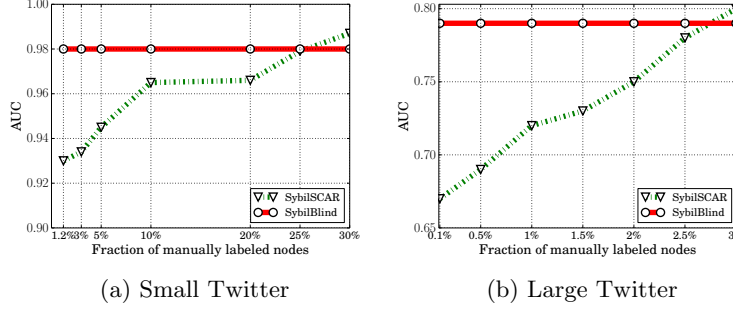 1.00
0.98
0.96
0.94
0.92
0.90
AUC
1.2% 3% 5% 10% 20% 25% 30%
Fraction of manually labeled nodes
SybilSCAR
SybilBlind
(a) Small Twitter
0.80
0.75
0.70
0.65
AUC
0.1% 0.5% 1% 1.5% 2% 2.5%
Fraction of manually labeled nodes
SybilSCAR
SybilBlind
(b) Large Twitter